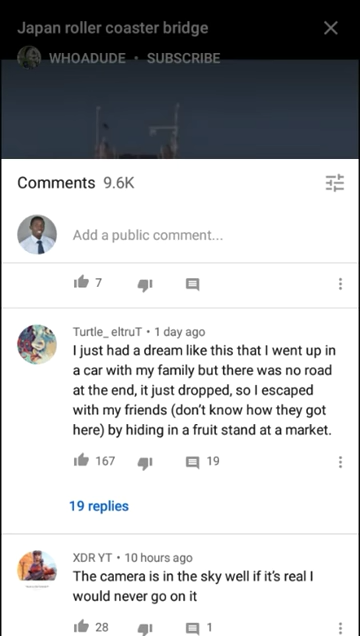 Japan roller coaster bridge
WHOADUDE • SUBSCRIBE
Comments 9.6K
Add a public comment...
7
Turtle_ eltruT • 1 day ago
I just had a dream like this that I went up in
a car with my family but there was no road
at the end, it just dropped, so I escaped
with my friends (don't know how they got
here) by hiding in a fruit stand at a market.
167 19
19 replies
XDR YT • 10 hours ago
The camera is in the sky well if it's real I
would never go on it
28 1